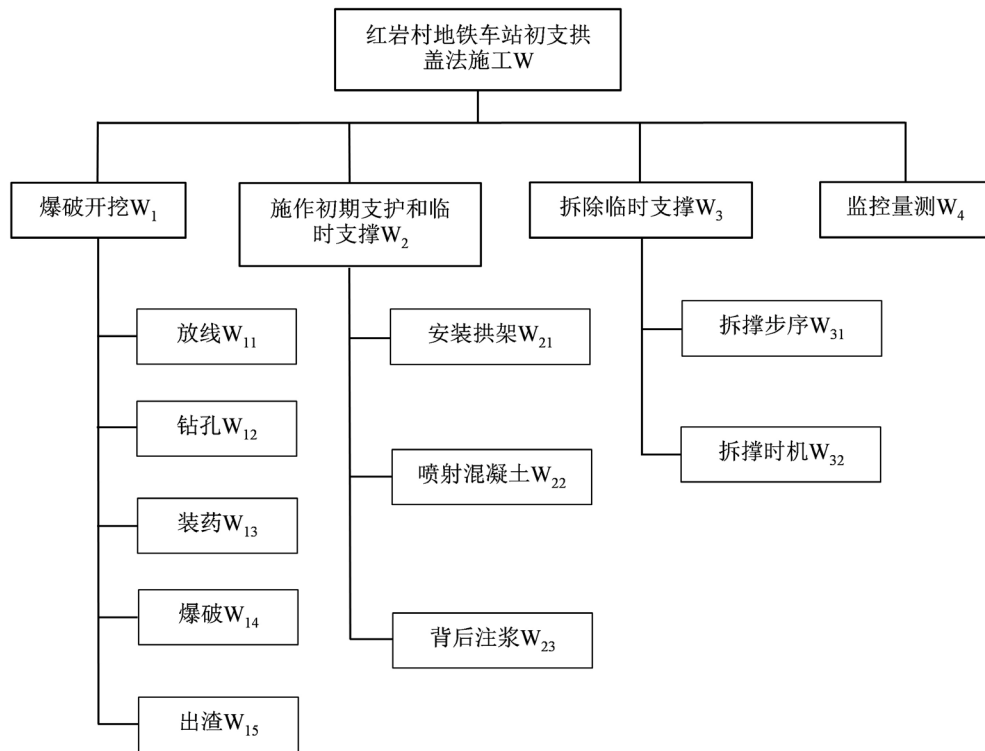 红岩村地铁车站初支拱
盖法施工W
爆破开挖W₁
施作初期支护和临
时支撑W₂
拆除临时支撑W₃
监控量测W₄
放线W₁₁
钻孔W₁₂
装药W₁₃
爆破W₁₄
出渣W₁₅
安装拱架W₂₁
喷射混凝土W₂₂
背后注浆W₂₃
拆撑步序W₃₁
拆撑时机W₃₂